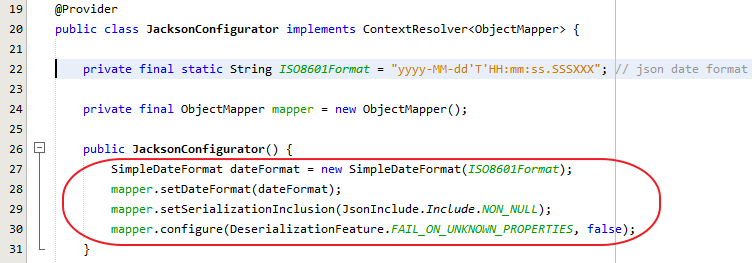 19 @Provider
20 public class JacksonConfigurator implements ContextResolver<ObjectMapper> {
21
22 private final static String ISO8601Format = "yyyy-MM-dd'T'HH:mm:ss.SSSXXX"; // json date format
23
24 private final ObjectMapper mapper = new ObjectMapper();
25
26 public JacksonConfigurator() {
27 SimpleDateFormat dateFormat = new SimpleDateFormat(ISO8601Format);
28 mapper.setDateFormat(dateFormat);
29 mapper.setSerializationInclusion(JsonInclude.Include.NON_NULL);
30 mapper.configure(DeserializationFeature.FAIL_ON_UNKNOWN_PROPERTIES, false);
31 }